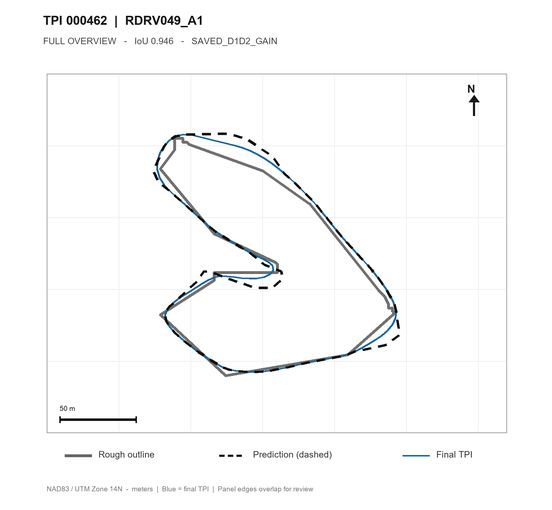 TPI 000462 | RDRV049_A1
FULL OVERVIEW - IoU 0.946 - SAVED_D1D2_GAIN
N
50 m
Rough outline
Prediction (dashed)
Final TPI
NAD83 / UTM Zone 14N - meters | Blue = final TPI | Panel edges overlap for review